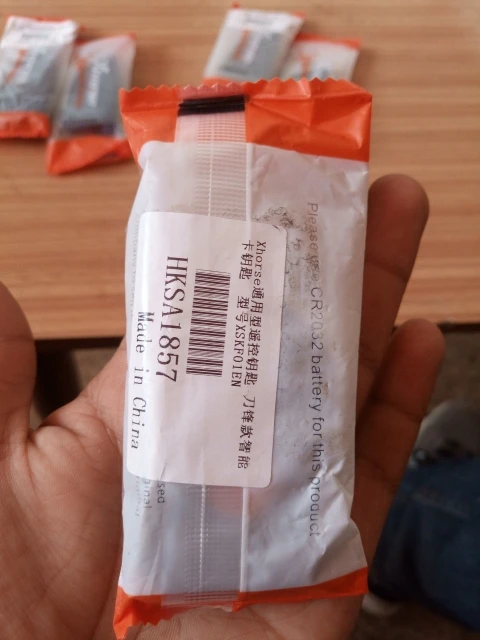 Please use CR2032 battery for this product
Xhorse通用型遥控钥匙 刀锋款智能
卡钥匙 型号XSKF01EN
HKSA1857
Made in China